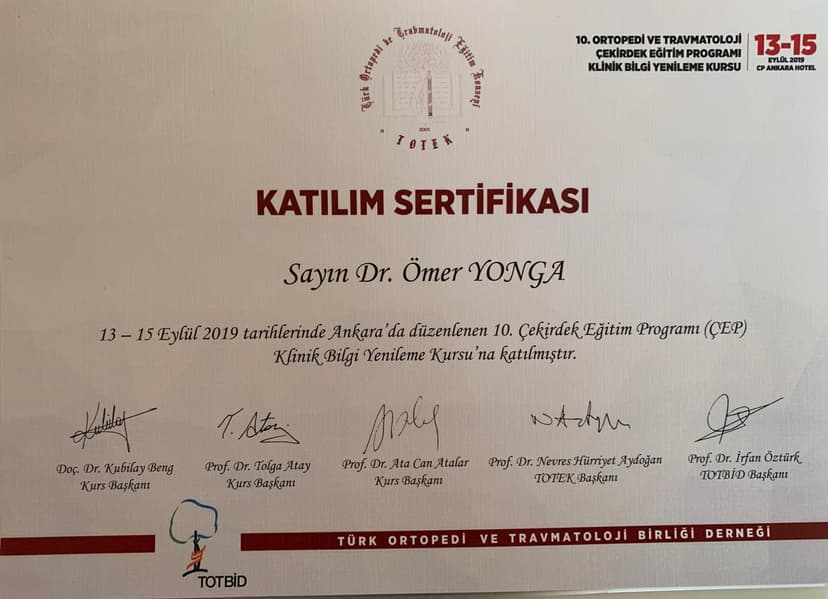 Türk Ortopedi ve Travmatoloji Eğitim Konseyi
2001
TOTEK
10. ORTOPEDİ VE TRAVMATOLOJİ
ÇEKİRDEK EĞİTİM PROGRAMI
KLİNİK BİLGİ YENİLEME KURSU
13-15
EYLÜL 2019
CP ANKARA HOTEL
KATILIM SERTİFİKASI
Sayın Dr. Ömer YONGA
13 – 15 Eylül 2019 tarihlerinde Ankara'da düzenlenen 10. Çekirdek Eğitim Programı (ÇEP)
Klinik Bilgi Yenileme Kursu'na katılmıştır.
Doç. Dr. Kubilay Beng
Kurs Başkanı
Prof. Dr. Tolga Atay
Kurs Başkanı
Prof. Dr. Ata Can Atalar
Kurs Başkanı
Prof. Dr. Nevres Hürriyet Aydoğan
TOTEK Başkanı
Prof. Dr. İrfan Öztürk
TOTBİD Başkanı
TÜRK ORTOPEDİ VE TRAVMATOLOJİ BİRLİĞİ DERNEĞİ
TOTBİD